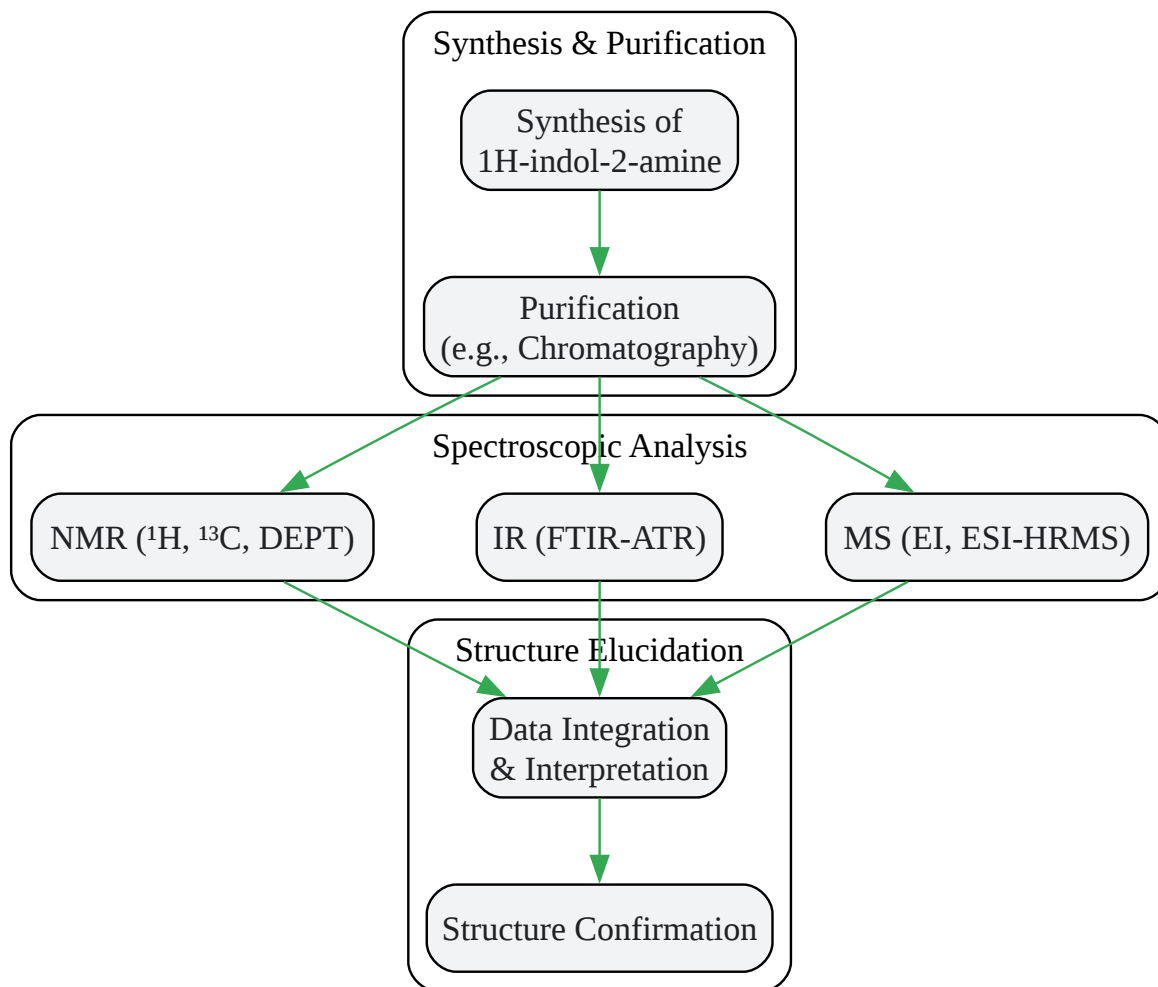 Synthesis & Purification
Synthesis of
1H-indol-2-amine
Purification
(e.g., Chromatography)
Spectroscopic Analysis
NMR (¹H, ¹³C, DEPT)
IR (FTIR-ATR)
MS (EI, ESI-HRMS)
Structure Elucidation
Data Integration
& Interpretation
Structure Confirmation